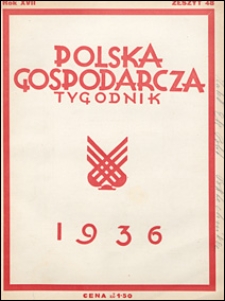 Rok XVII ZESZYT 48
POLSKA
GOSPODARCZA
TYGODNIK
1936
CENA zł 1·50